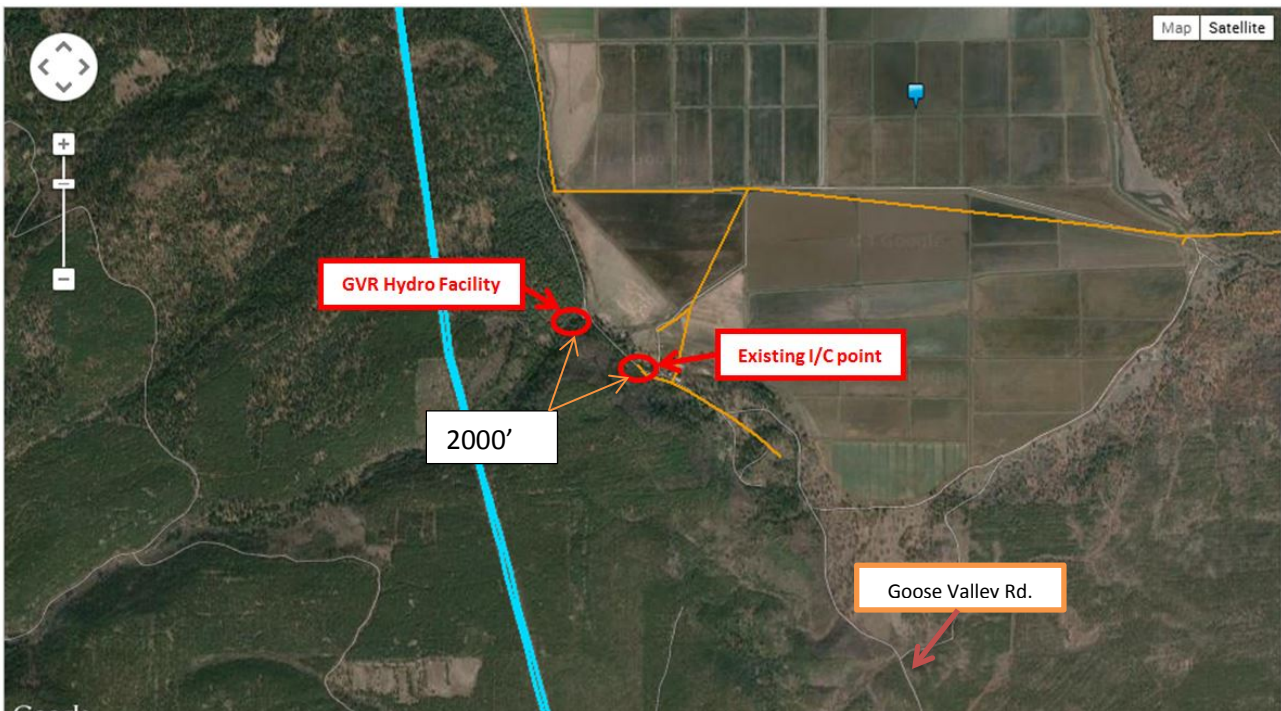 Map Satellite
GVR Hydro Facility
Existing I/C point
2000’
Goose Valley Rd.